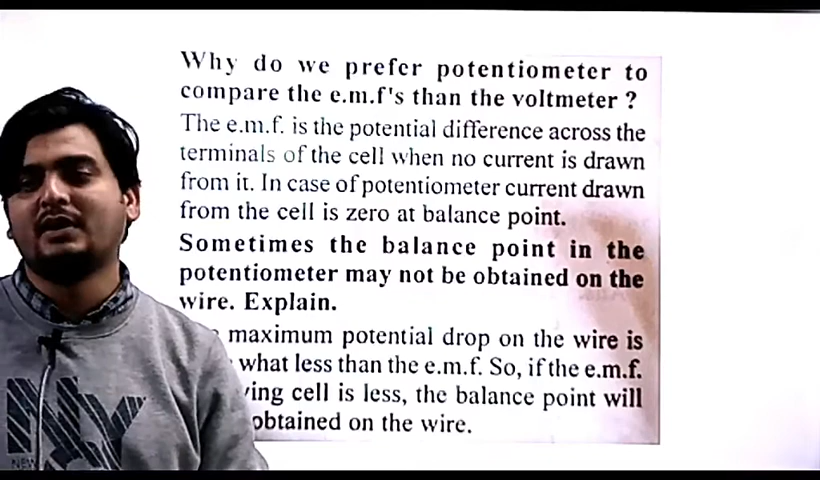 Why do we prefer potentiometer to
compare the e.m.f's than the voltmeter ?
The e.m.f. is the potential difference across the
terminals of the cell when no current is drawn
from it. In case of potentiometer current drawn
from the cell is zero at balance point.
Sometimes the balance point in the
potentiometer may not be obtained on the
wire. Explain.
maximum potential drop on the wire is
what less than the e.m.f. So, if the e.m.f.
cell is less, the balance point will
obtained on the wire.
NY